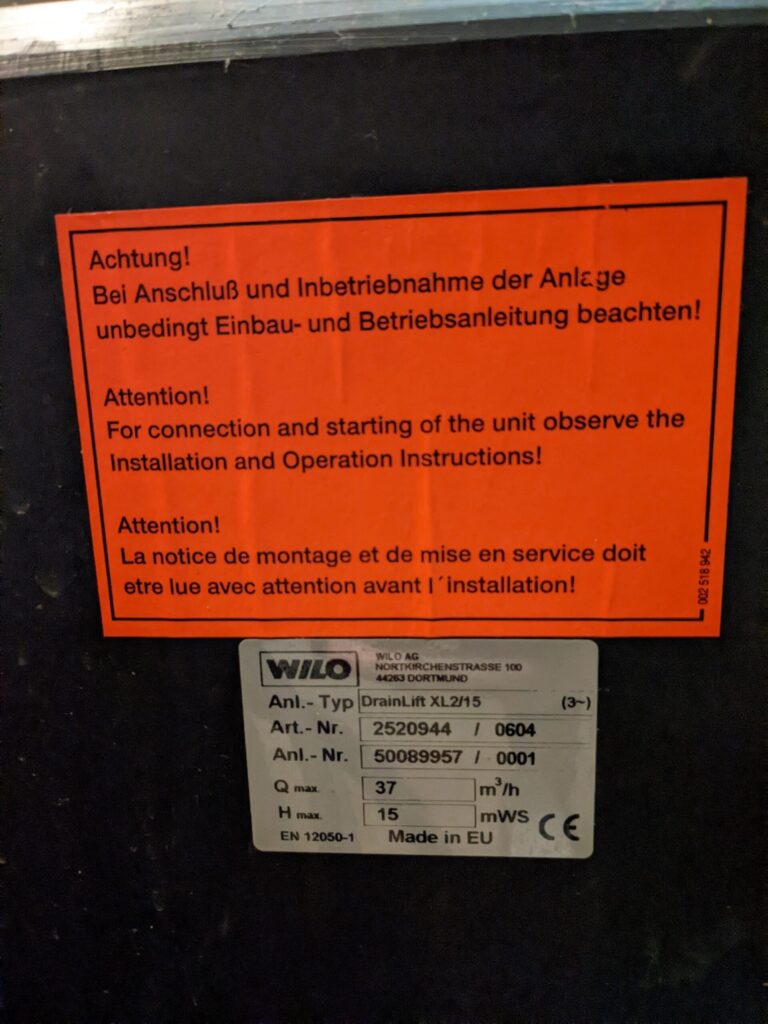 Achtung!
Bei Anschluß und Inbetriebnahme der Anlage
unbedingt Einbau- und Betriebsanleitung beachten!
Attention!
For connection and starting of the unit observe the
Installation and Operation Instructions!
Attention!
La notice de montage et de mise en service doit
etre lue avec attention avant l´installation!
002 518 942
WILO
WILO AG
NORTKIRCHENSTRASSE 100
44263 DORTMUND
Anl.- Typ DrainLift XL2/15 (3~)
Art.- Nr. 2520944 / 0604
Anl.- Nr. 50089957 / 0001
Q max. 37 m³/h
H max. 15 mWS
EN 12050-1 Made in EU CE